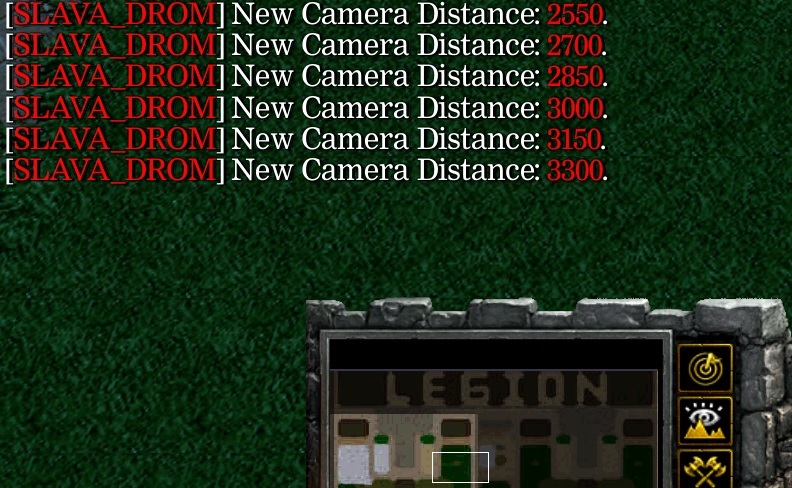 [SLAVA_DROM] New Camera Distance: 2550.
[SLAVA_DROM] New Camera Distance: 2700.
[SLAVA_DROM] New Camera Distance: 2850.
[SLAVA_DROM] New Camera Distance: 3000.
[SLAVA_DROM] New Camera Distance: 3150.
[SLAVA_DROM] New Camera Distance: 3300.
LEGION